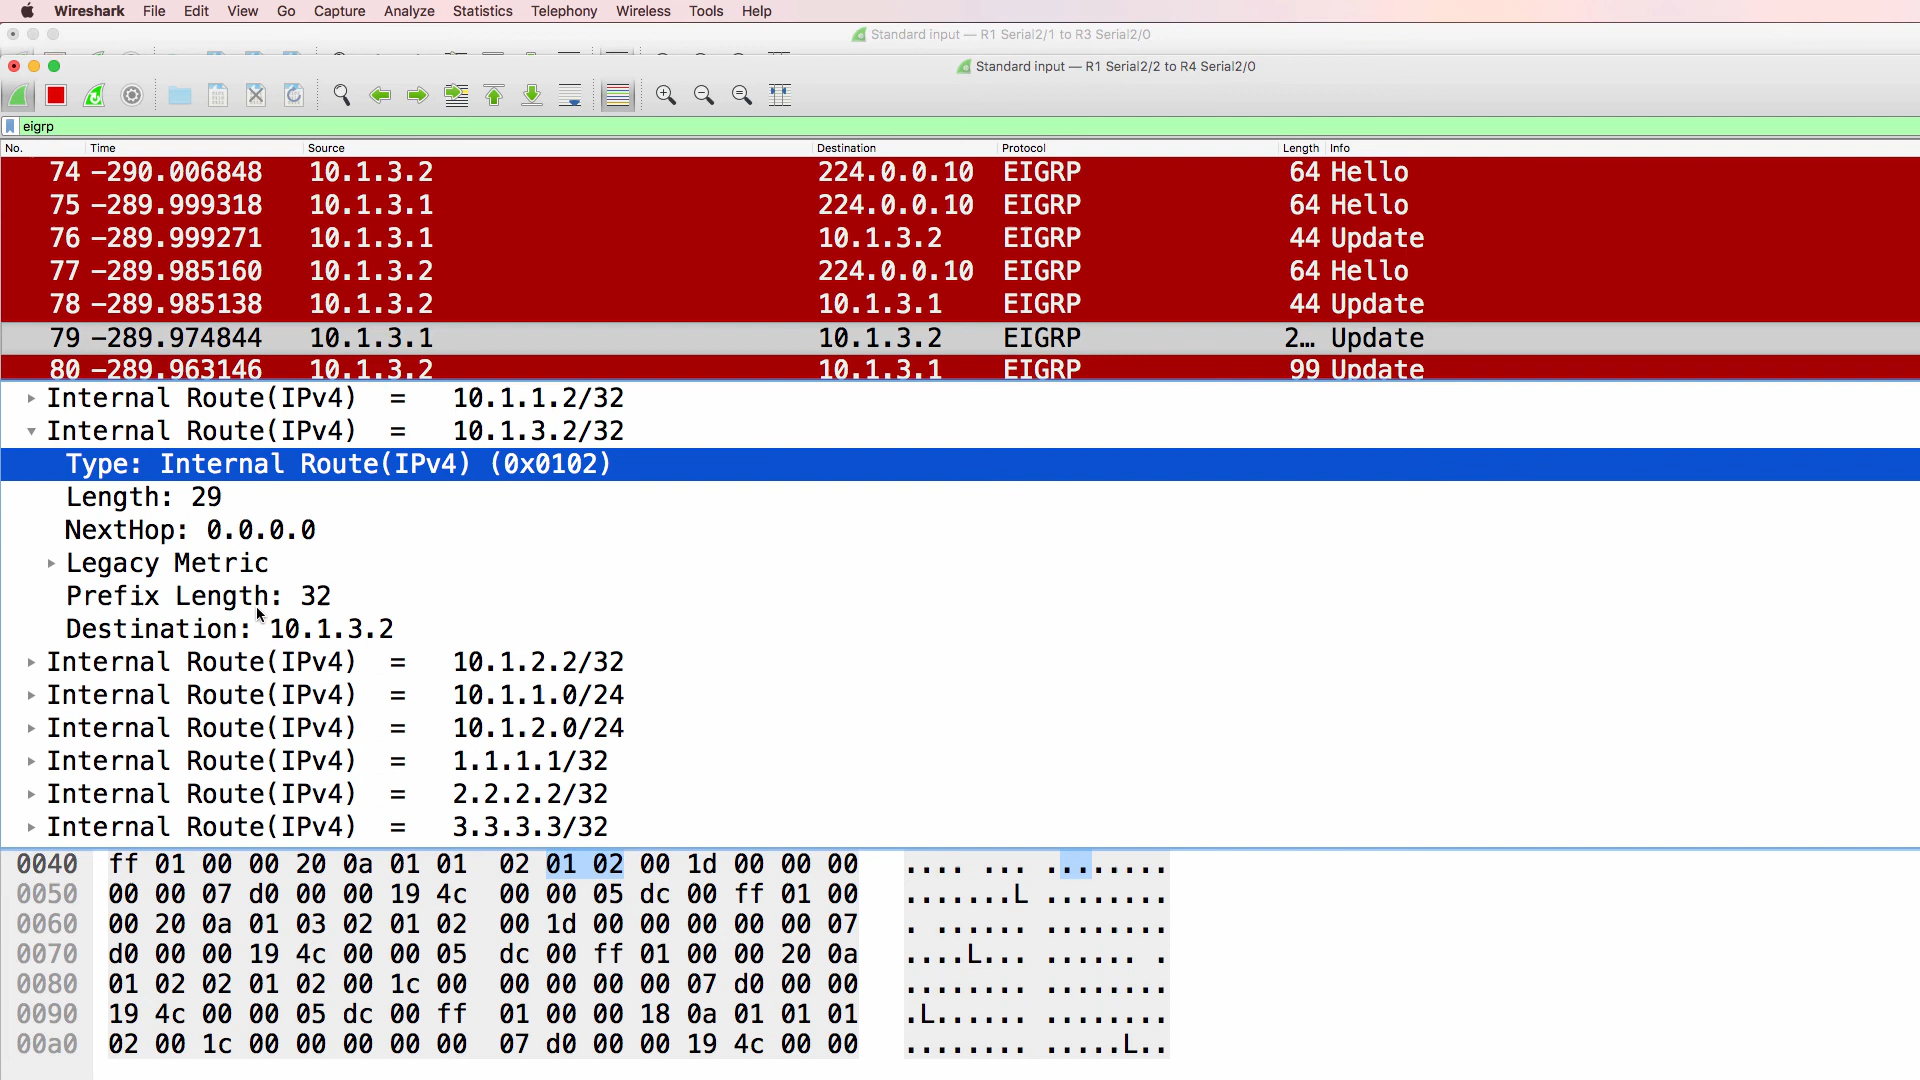 Wireshark File Edit View Go Capture Analyze Statistics Telephony Wireless Tools Help
Standard input — R1 Serial2/1 to R3 Serial2/0
Standard input — R1 Serial2/2 to R4 Serial2/0
eigrp
No. Time Source Destination Protocol Length Info
74 -290.006848 10.1.3.2 224.0.0.10 EIGRP 64 Hello
75 -289.999318 10.1.3.1 224.0.0.10 EIGRP 64 Hello
76 -289.999271 10.1.3.1 10.1.3.2 EIGRP 44 Update
77 -289.985160 10.1.3.2 224.0.0.10 EIGRP 64 Hello
78 -289.985138 10.1.3.2 10.1.3.1 EIGRP 44 Update
79 -289.974844 10.1.3.1 10.1.3.2 EIGRP 2… Update
80 -289.963146 10.1.3.2 10.1.3.1 EIGRP 99 Update
Internal Route(IPv4) = 10.1.1.2/32
Internal Route(IPv4) = 10.1.3.2/32
Type: Internal Route(IPv4) (0x0102)
Length: 29
NextHop: 0.0.0.0
Legacy Metric
Prefix Length: 32
Destination: 10.1.3.2
Internal Route(IPv4) = 10.1.2.2/32
Internal Route(IPv4) = 10.1.1.0/24
Internal Route(IPv4) = 10.1.2.0/24
Internal Route(IPv4) = 1.1.1.1/32
Internal Route(IPv4) = 2.2.2.2/32
Internal Route(IPv4) = 3.3.3.3/32
0040 ff 01 00 00 20 0a 01 01 02 01 02 00 1d 00 00 00 .... ... ........
0050 00 00 07 d0 00 00 19 4c 00 00 05 dc 00 ff 01 00 .......L ........
0060 00 20 0a 01 03 02 01 02 00 1d 00 00 00 00 00 07 . ...... ........
0070 d0 00 00 19 4c 00 00 05 dc 00 ff 01 00 00 20 0a ....L... ...... .
0080 01 02 02 01 02 00 1c 00 00 00 00 00 07 d0 00 00 ........ ........
0090 19 4c 00 00 05 dc 00 ff 01 00 00 18 0a 01 01 01 .L...... ........
00a0 02 00 1c 00 00 00 00 00 07 d0 00 00 19 4c 00 00 ........ .....L..